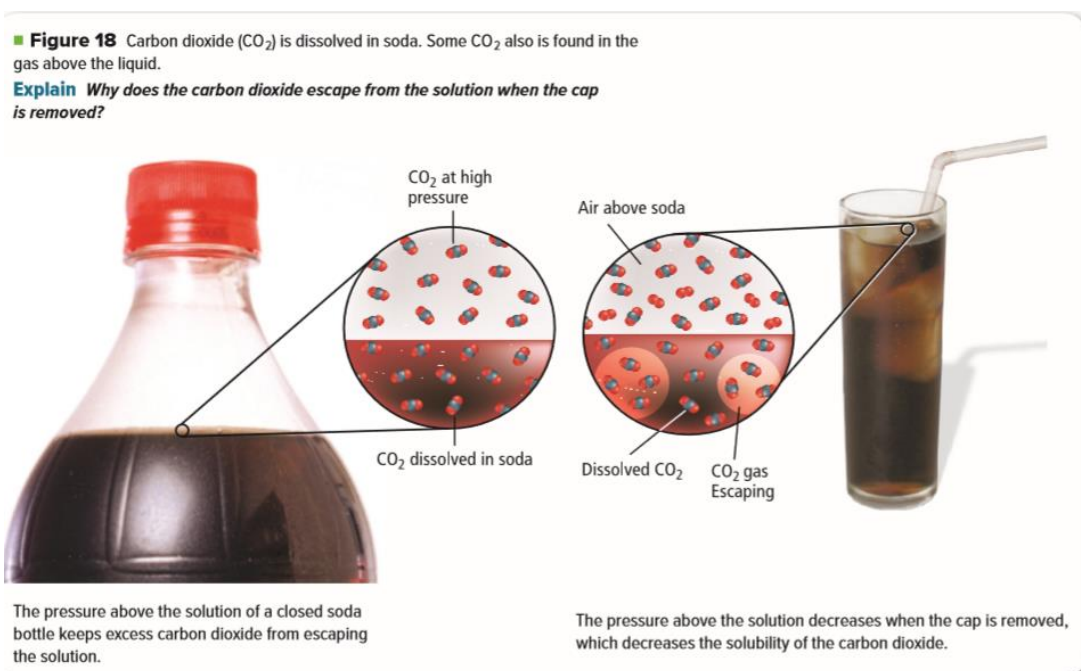 Figure 18 Carbon dioxide (CO₂) is dissolved in soda. Some CO₂ also is found in the
gas above the liquid.
Explain Why does the carbon dioxide escape from the solution when the cap
is removed?
CO₂ at high
pressure
CO₂ dissolved in soda
Air above soda
Dissolved CO₂
CO₂ gas
Escaping
The pressure above the solution of a closed soda
bottle keeps excess carbon dioxide from escaping
the solution.
The pressure above the solution decreases when the cap is removed,
which decreases the solubility of the carbon dioxide.